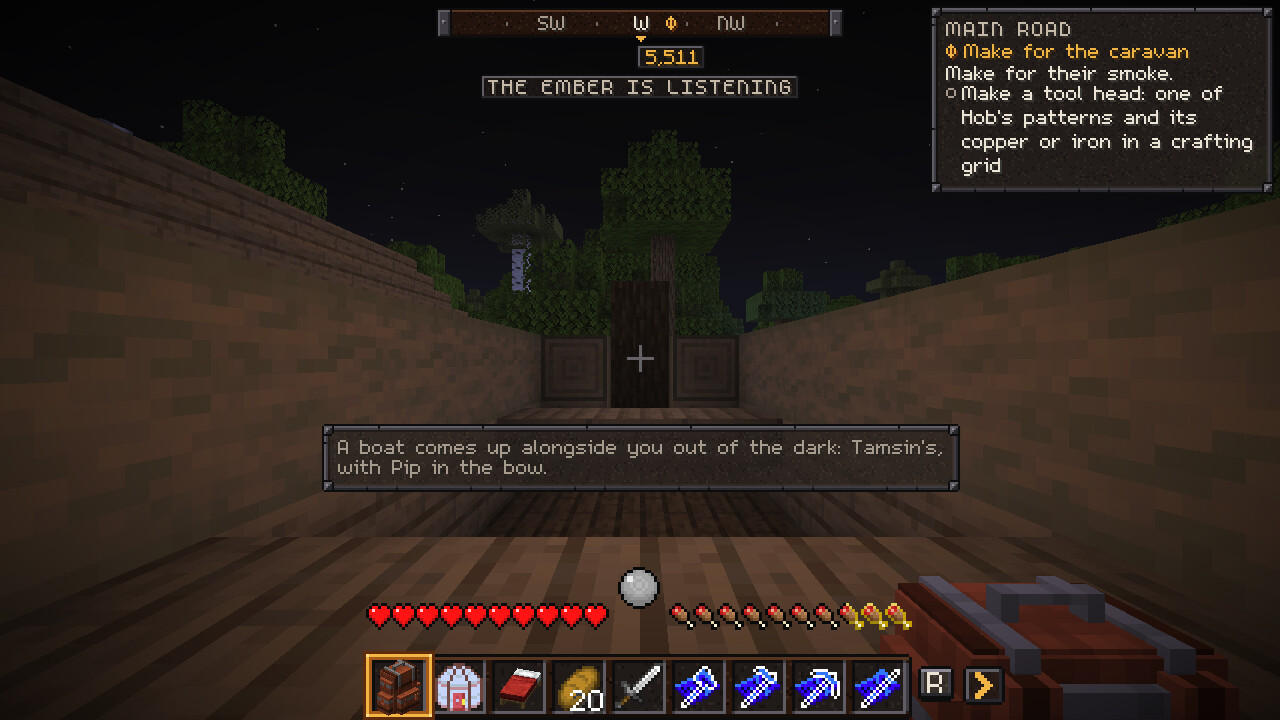 SW W NW
5,511
THE EMBER IS LISTENING
MAIN ROAD
Make for the caravan
Make for their smoke.
Make a tool head: one of
Hob's patterns and its
copper or iron in a crafting
grid
A boat comes up alongside you out of the dark: Tamsin's,
with Pip in the bow.
20
R